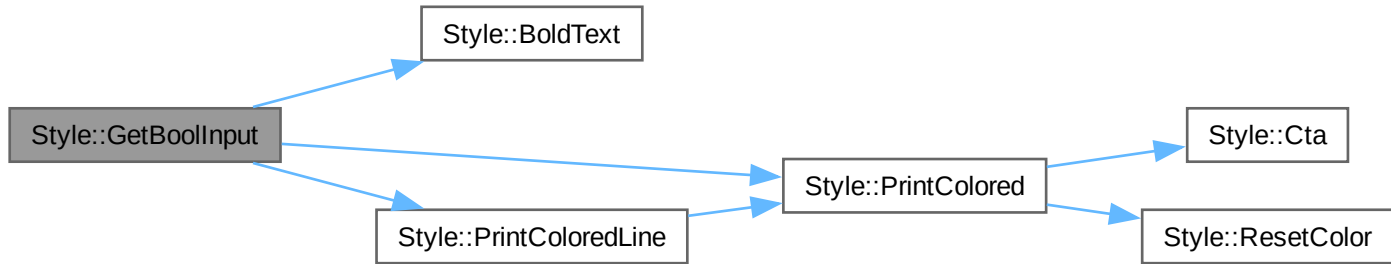 Style::BoldText
Style::GetBoolInput
Style::Cta
Style::PrintColored
Style::PrintColoredLine
Style::ResetColor